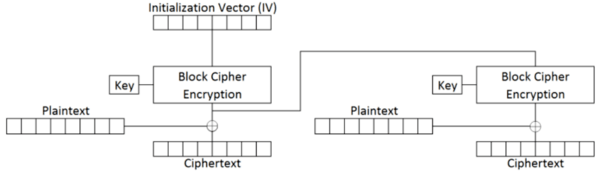 Initialization Vector (IV)
Key
Block Cipher
Encryption
Plaintext
Ciphertext
Key
Block Cipher
Encryption
Plaintext
Ciphertext